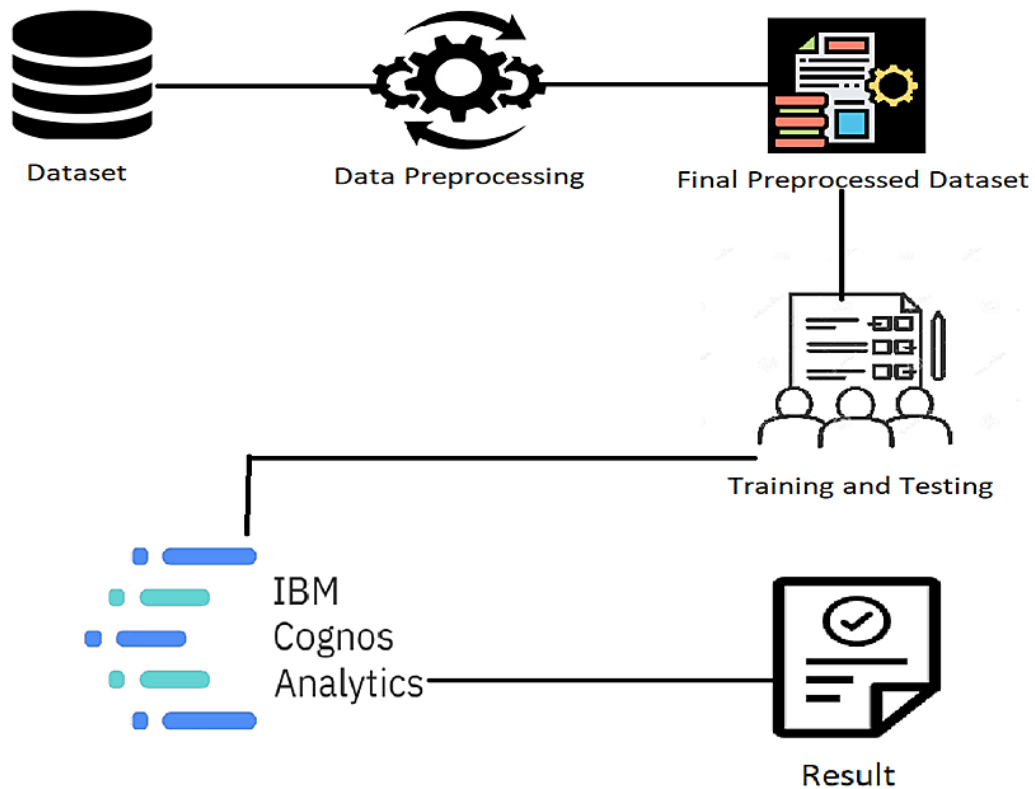 Dataset
Data Preprocessing
Final Preprocessed Dataset
Training and Testing
IBM
Cognos
Analytics
Result